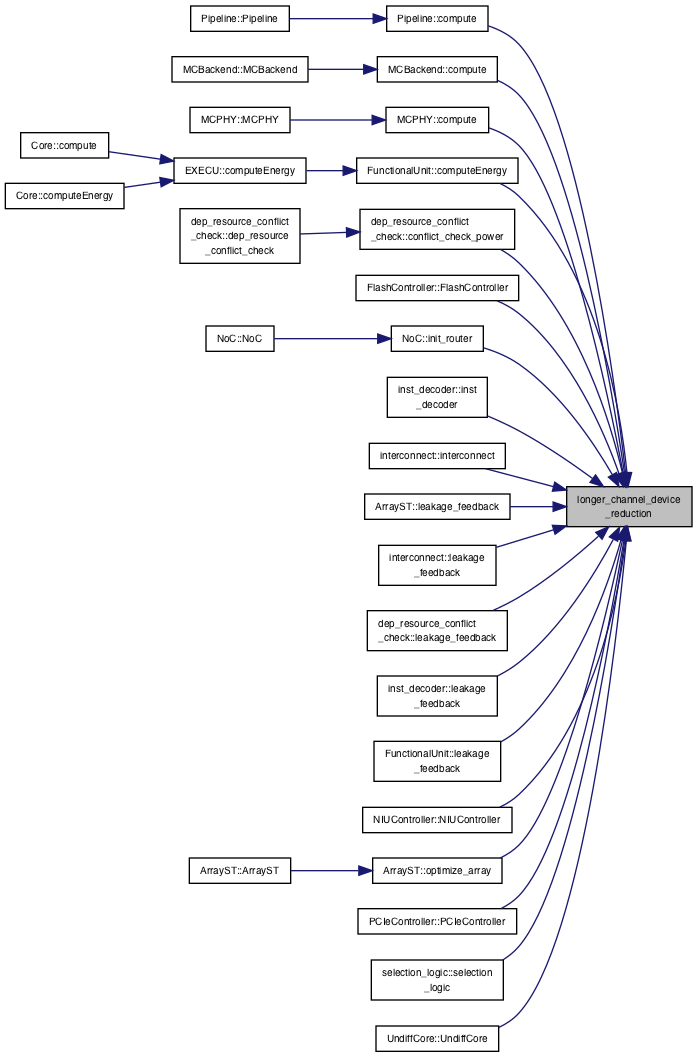 Pipeline::Pipeline
Pipeline::compute
MCBackend::MCBackend
MCBackend::compute
MCPHY::MCPHY
MCPHY::compute
Core::compute
EXECU::computeEnergy
FunctionalUnit::computeEnergy
Core::computeEnergy
dep_resource_conflict
_check::dep_resource
_conflict_check
dep_resource_conflict
_check::conflict_check_power
FlashController::FlashController
NoC::NoC
NoC::init_router
inst_decoder::inst
_decoder
interconnect::interconnect
longer_channel_device
_reduction
ArrayST::leakage_feedback
interconnect::leakage
_feedback
dep_resource_conflict
_check::leakage_feedback
inst_decoder::leakage
_feedback
FunctionalUnit::leakage
_feedback
NIUController::NIUController
ArrayST::ArrayST
ArrayST::optimize_array
PCIeController::PCIeController
selection_logic::selection
_logic
UndiffCore::UndiffCore